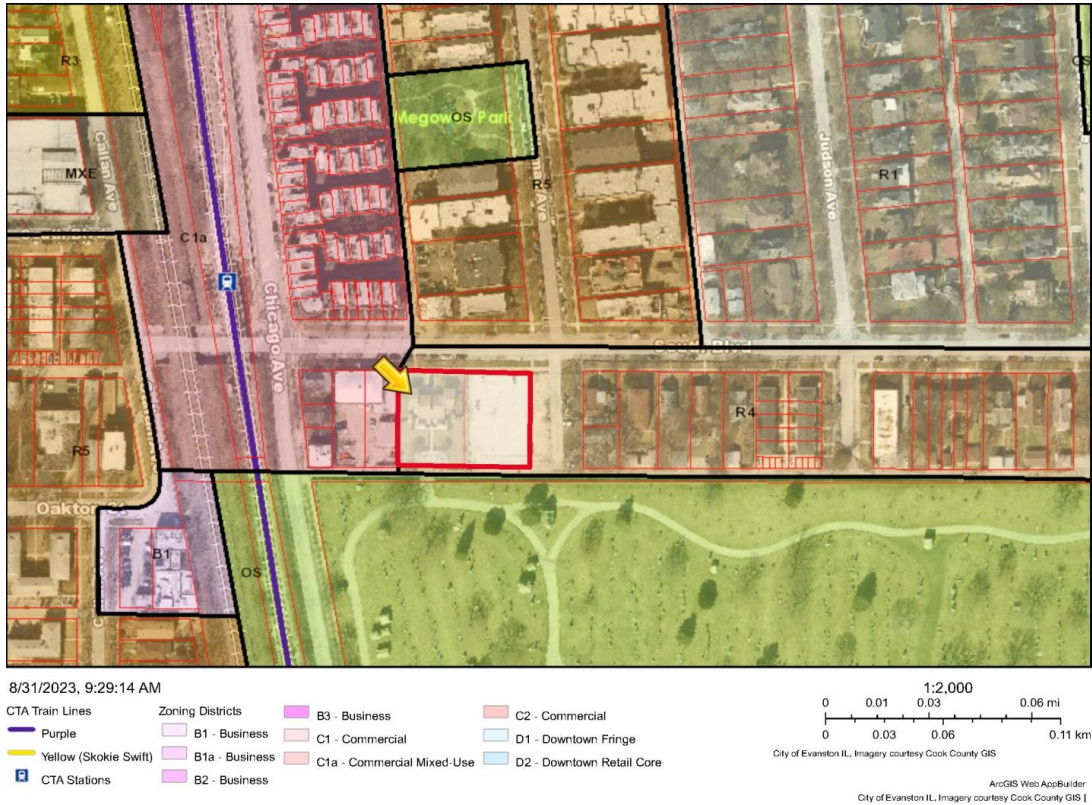 R3
OS
Callan Ave
MXE
OS
Judson Ave
R1
R5
C1a
Chicago Ave
South Blvd
R4
R5
B1
OS
8/31/2023, 9:29:14 AM
1:2,000
CTA Train Lines
Purple
Yellow (Skokie Swift)
CTA Stations
Zoning Districts
B1 - Business
B1a - Business
B2 - Business
B3 - Business
C1 - Commercial
C1a - Commercial Mixed-Use
C2 - Commercial
D1 - Downtown Fringe
D2 - Downtown Retail Core
0 0.01 0.03 0.06 mi
0 0.03 0.06 0.11 km
City of Evanston IL, Imagery courtesy Cook County GIS
ArcGIS Web AppBuilder
City of Evanston IL, Imagery courtesy Cook County GIS |